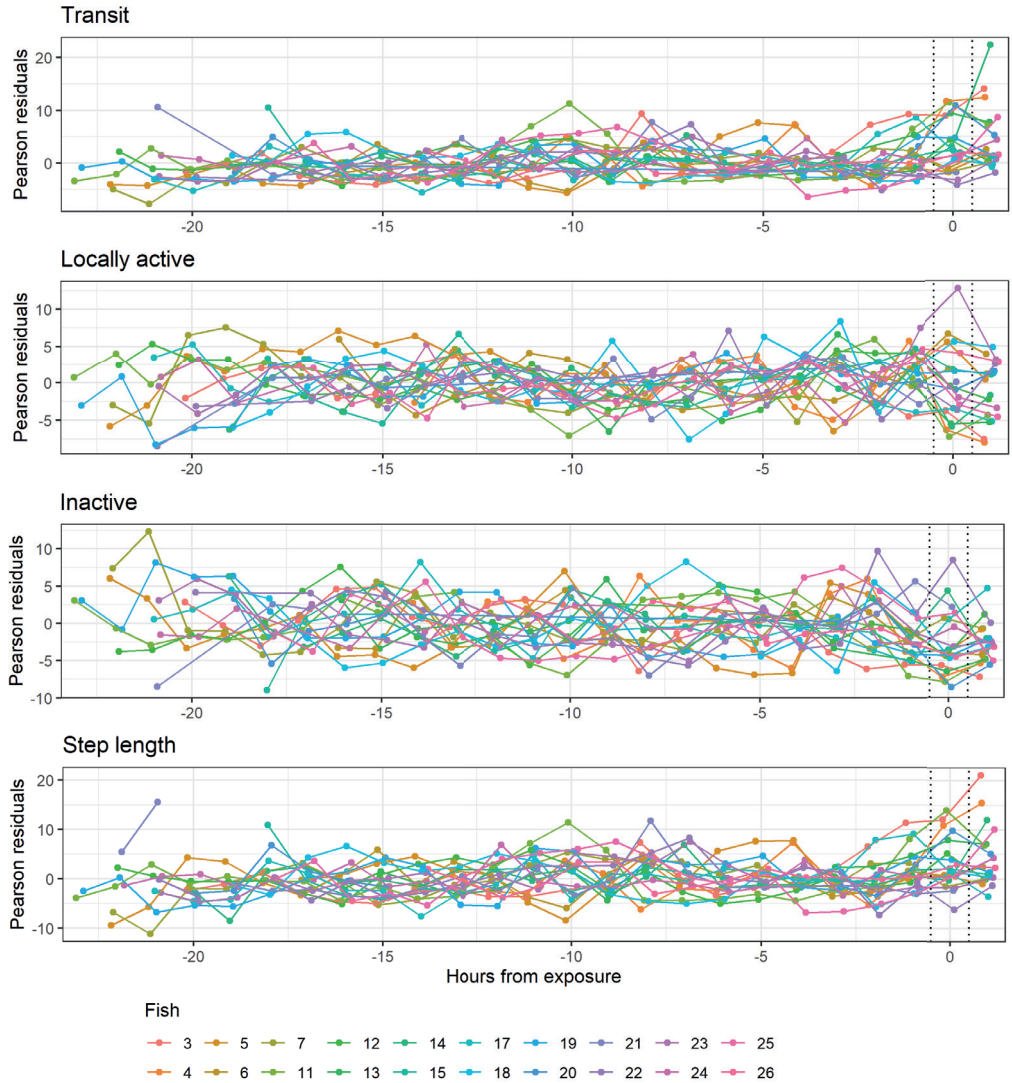 Transit
Pearson residuals
20
10
0
-20 -15 -10 -5 0
Locally active
Pearson residuals
10
5
0
-5
-20 -15 -10 -5 0
Inactive
Pearson residuals
10
5
0
-5
-10
-20 -15 -10 -5 0
Step length
Pearson residuals
20
10
0
-10
-20 -15 -10 -5 0
Hours from exposure
Fish
3 5 7 12 14 17 19 21 23 25
4 6 11 13 15 18 20 22 24 26